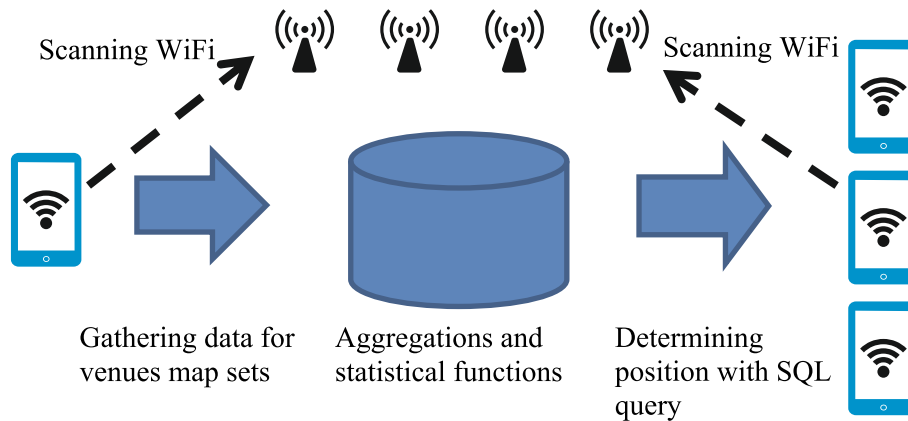 Scanning WiFi
Scanning WiFi
Gathering data for
venues map sets
Aggregations and
statistical functions
Determining
position with SQL
query